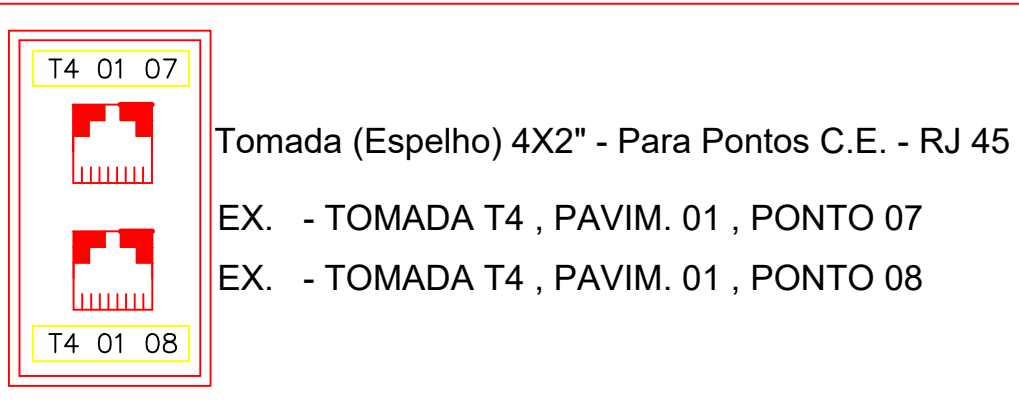 T4 01 07
Tomada (Espelho) 4X2" - Para Pontos C.E. - RJ 45
EX. - TOMADA T4 , PAVIM. 01 , PONTO 07
EX. - TOMADA T4 , PAVIM. 01 , PONTO 08
T4 01 08